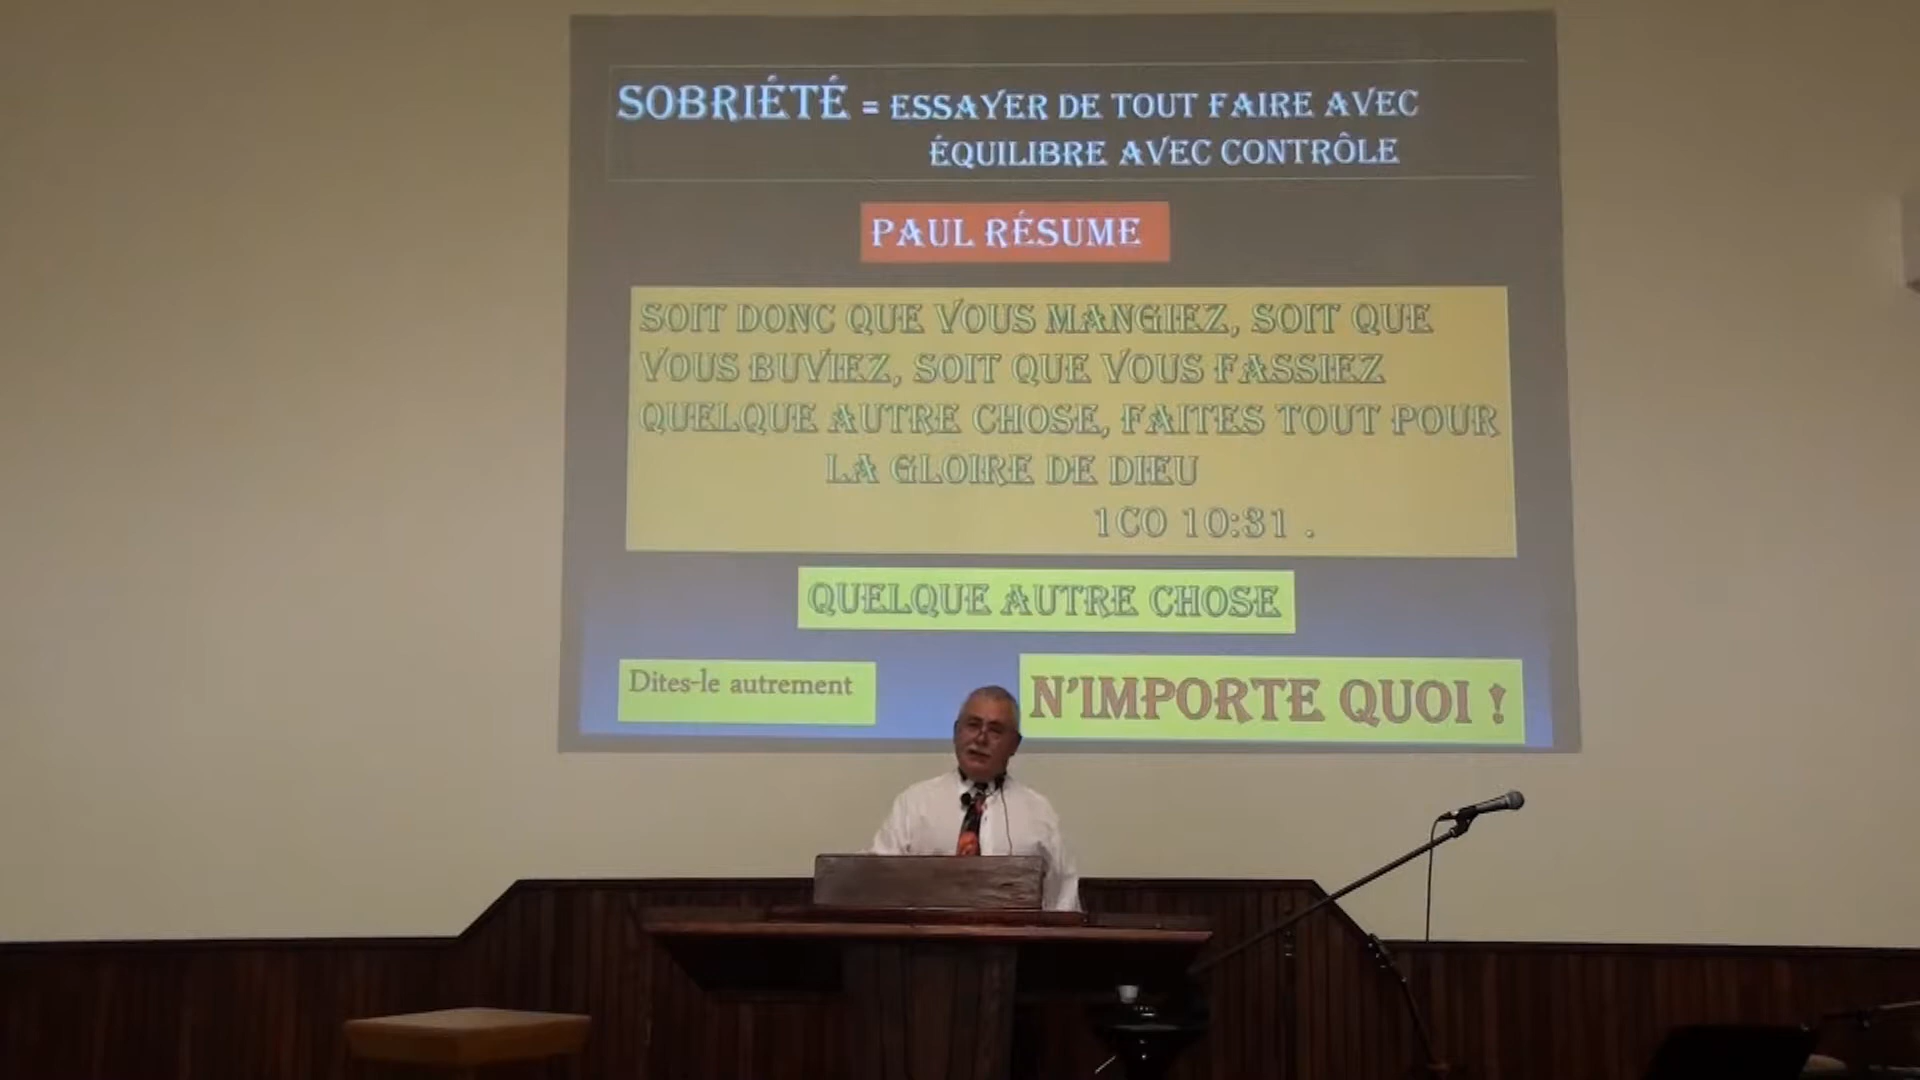 SOBRIÉTÉ = ESSAYER DE TOUT FAIRE AVEC
ÉQUILIBRE AVEC CONTRÔLE
PAUL RÉSUME
SOIT DONC QUE VOUS MANGIEZ, SOIT QUE
VOUS BUVIEZ, SOIT QUE VOUS FASSIEZ
QUELQUE AUTRE CHOSE, FAITES TOUT POUR
LA GLOIRE DE DIEU
1CO 10:31 .
QUELQUE AUTRE CHOSE
Dites-le autrement
N'IMPORTE QUOI !